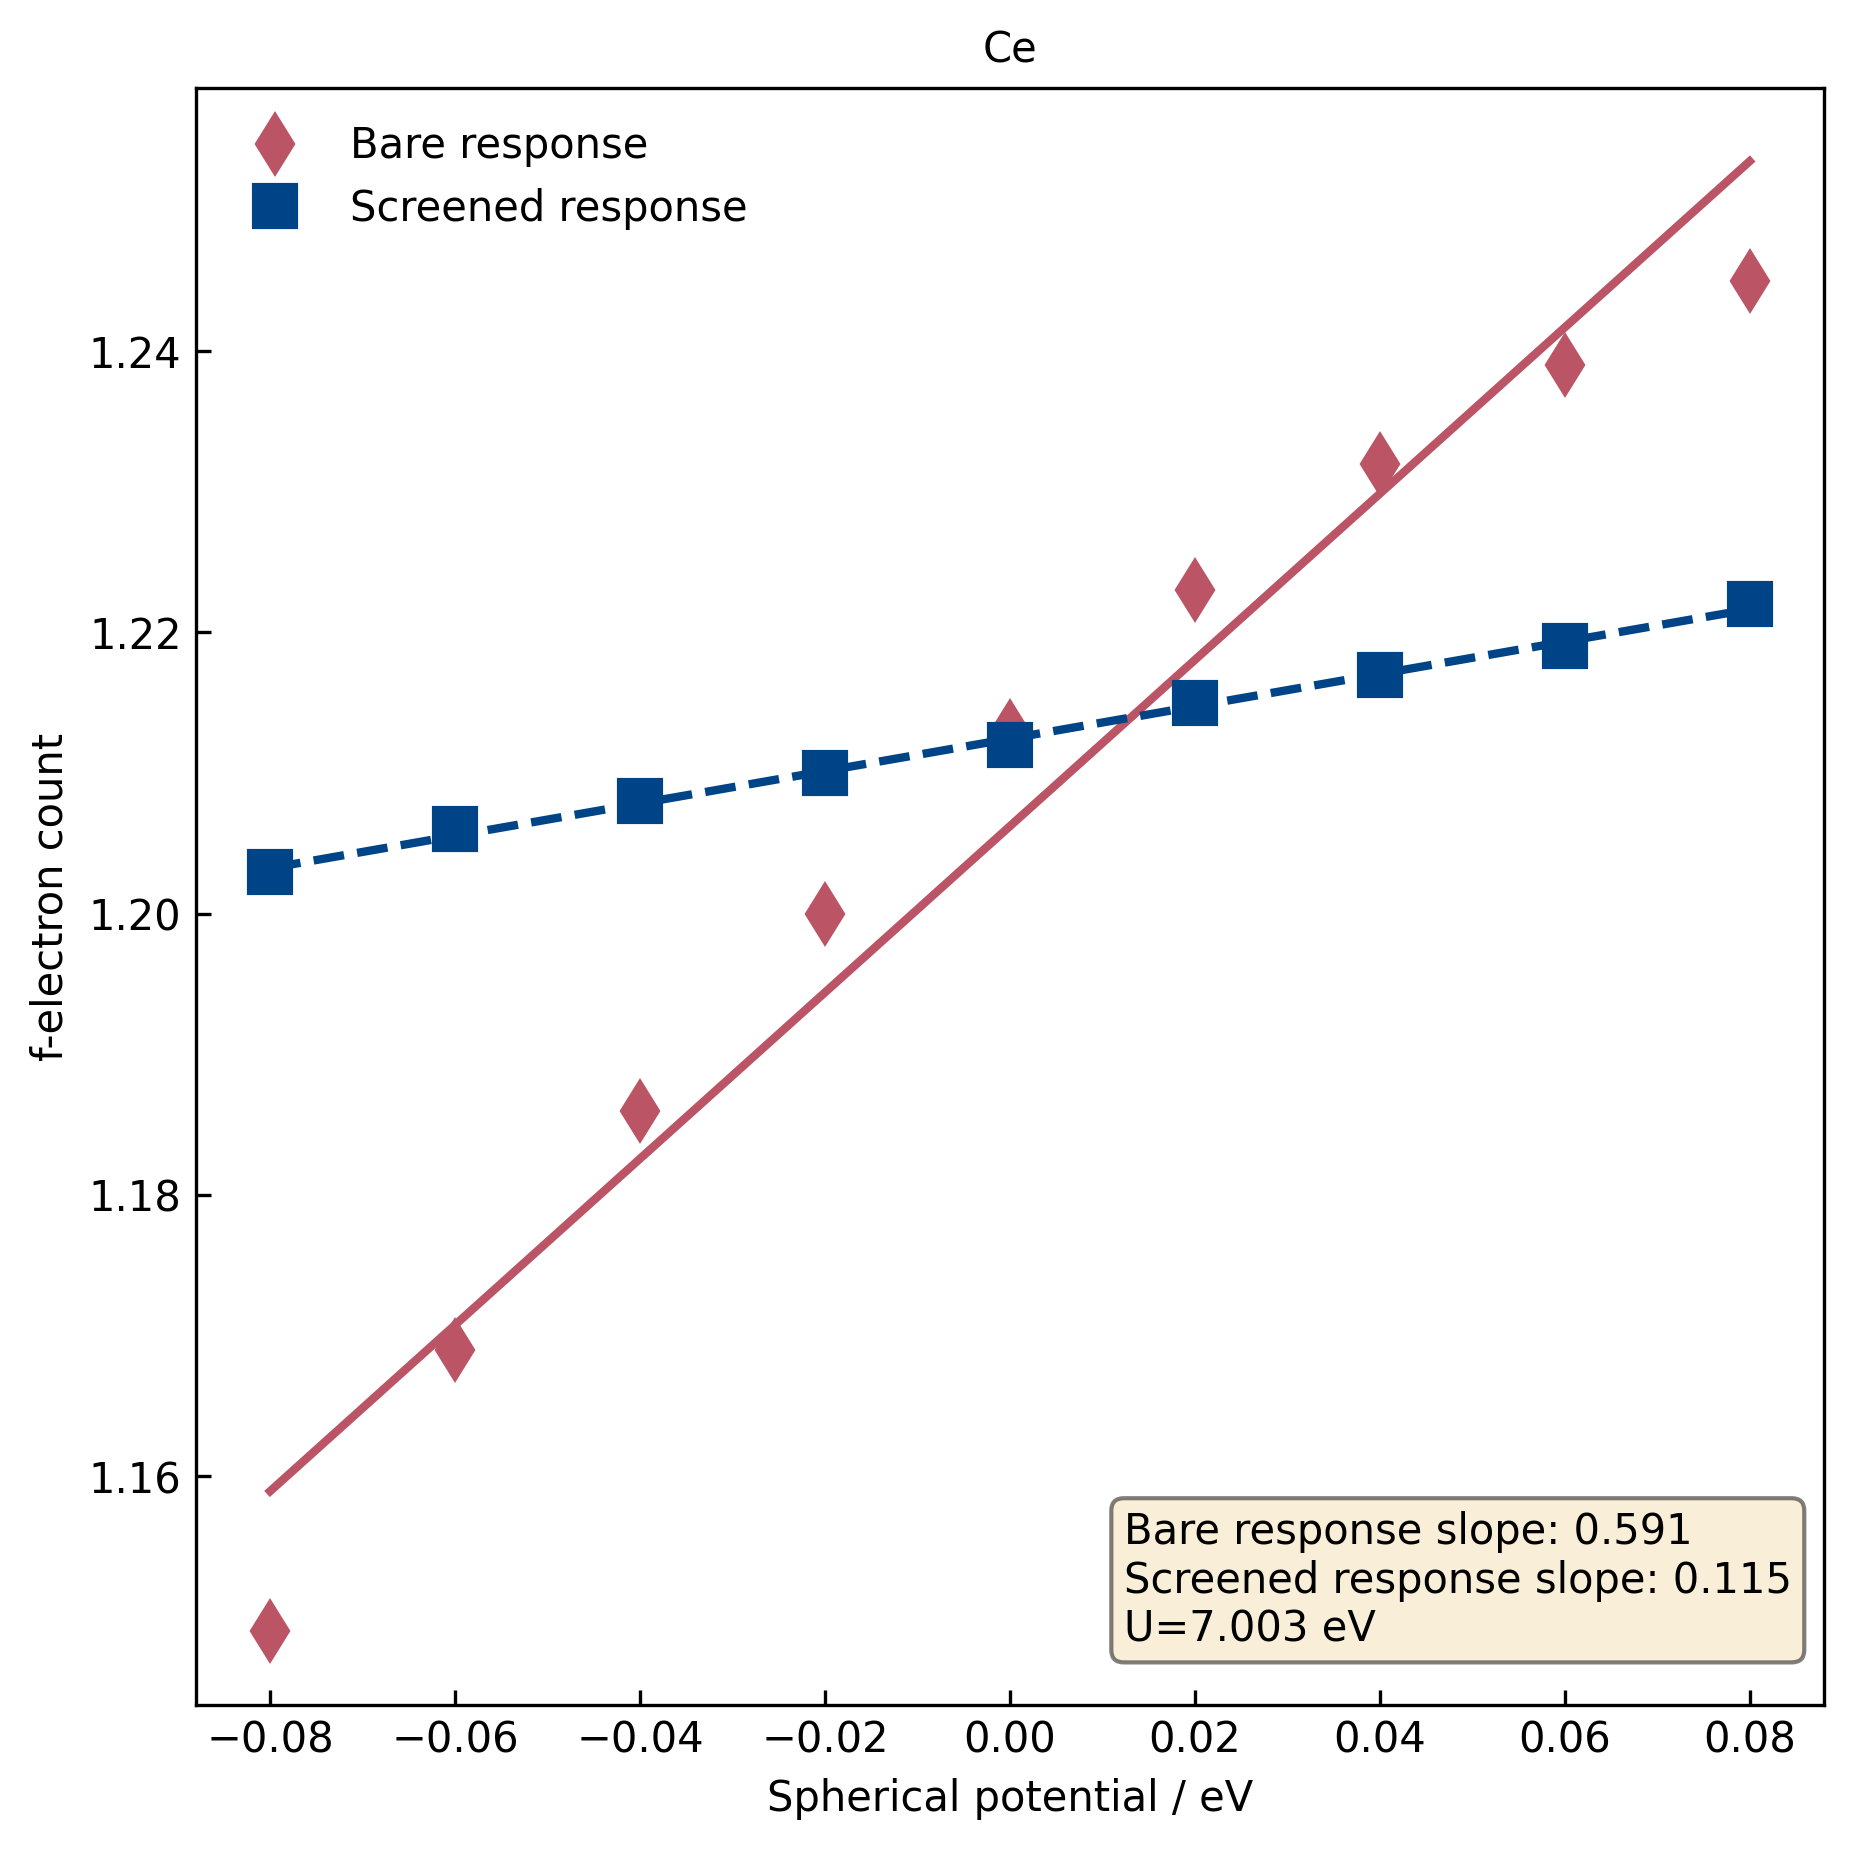 Ce
Bare response
Screened response
1.24
1.22
1.20
1.18
1.16
f-electron count
Bare response slope: 0.591
Screened response slope: 0.115
U=7.003 eV
−0.08 −0.06 −0.04 −0.02 0.00 0.02 0.04 0.06 0.08
Spherical potential / eV